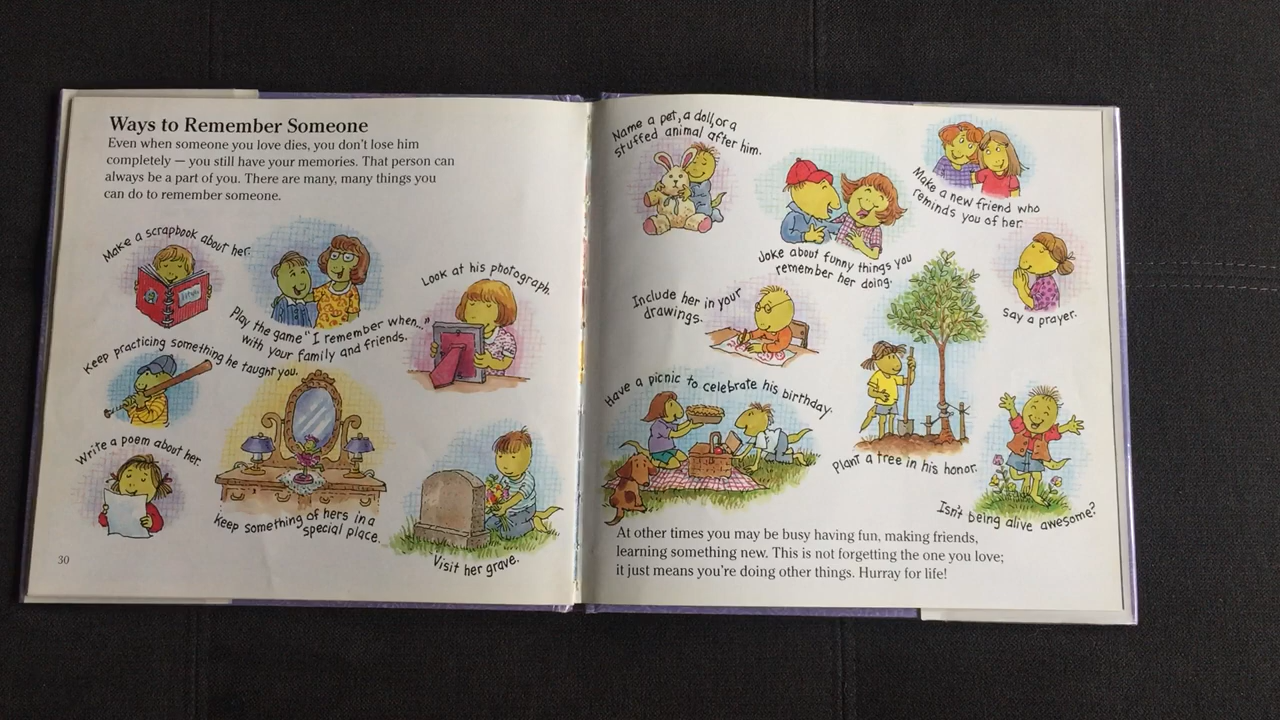 Ways to Remember Someone
Even when someone you love dies, you don't lose him
completely — you still have your memories. That person can
always be a part of you. There are many, many things you
can do to remember someone.
Make a scrapbook about her.
Play the game "I remember when..."
with your family and friends.
Look at his photograph.
Keep practicing something he taught you.
Write a poem about her.
Keep something of hers in a
special place.
Visit her grave.
30
Name a pet, a doll, or a
stuffed animal after him.
Joke about funny things you
remember her doing.
Make a new friend who
reminds you of her.
Include her in your
drawings.
Say a prayer.
Have a picnic to celebrate his birthday.
Plant a tree in his honor.
Isn't being alive awesome?
At other times you may be busy having fun, making friends,
learning something new. This is not forgetting the one you love;
it just means you're doing other things. Hurray for life!